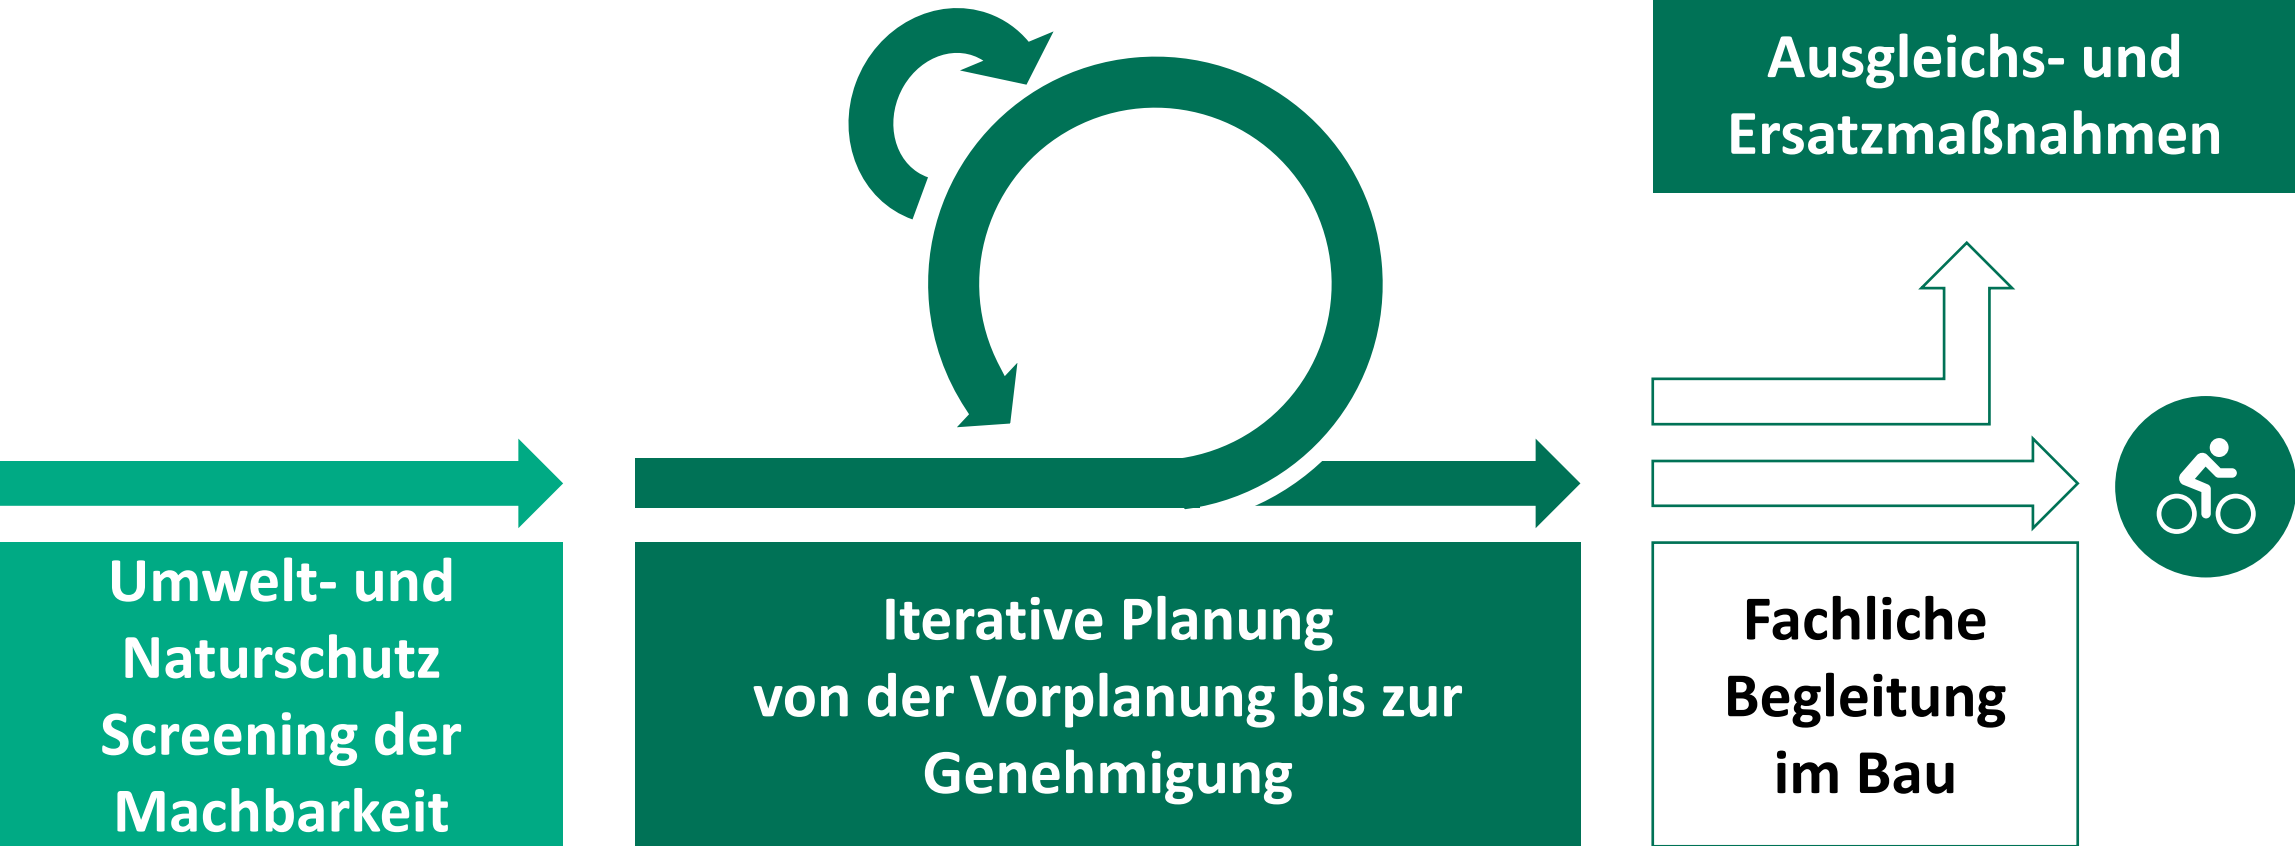 Ausgleichs- und
Ersatzmaßnahmen
Umwelt- und
Naturschutz
Screening der
Machbarkeit
Iterative Planung
von der Vorplanung bis zur
Genehmigung
Fachliche
Begleitung
im Bau